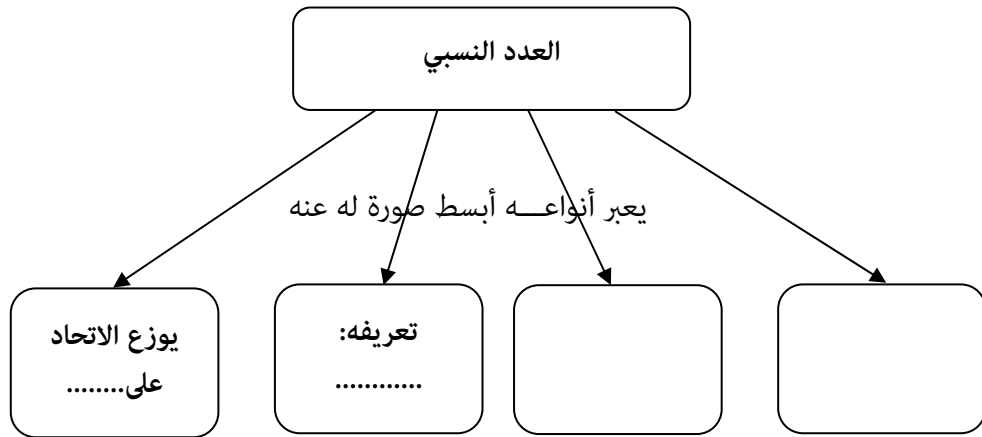 العدد النسبي
يعبر أنواعـــه أبسط صورة له عنه
تعريفه:
............
يوزع الاتحاد
على........